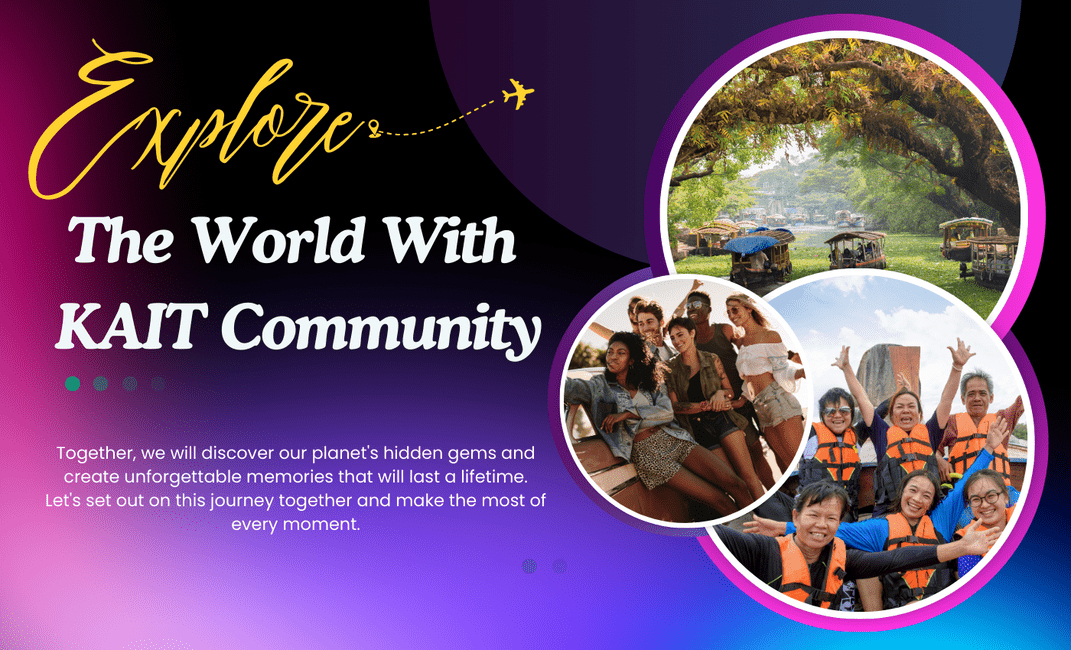 Explore
The World With
KAIT Community
Together, we will discover our planet's hidden gems and
create unforgettable memories that will last a lifetime.
Let's set out on this journey together and make the most of
every moment.